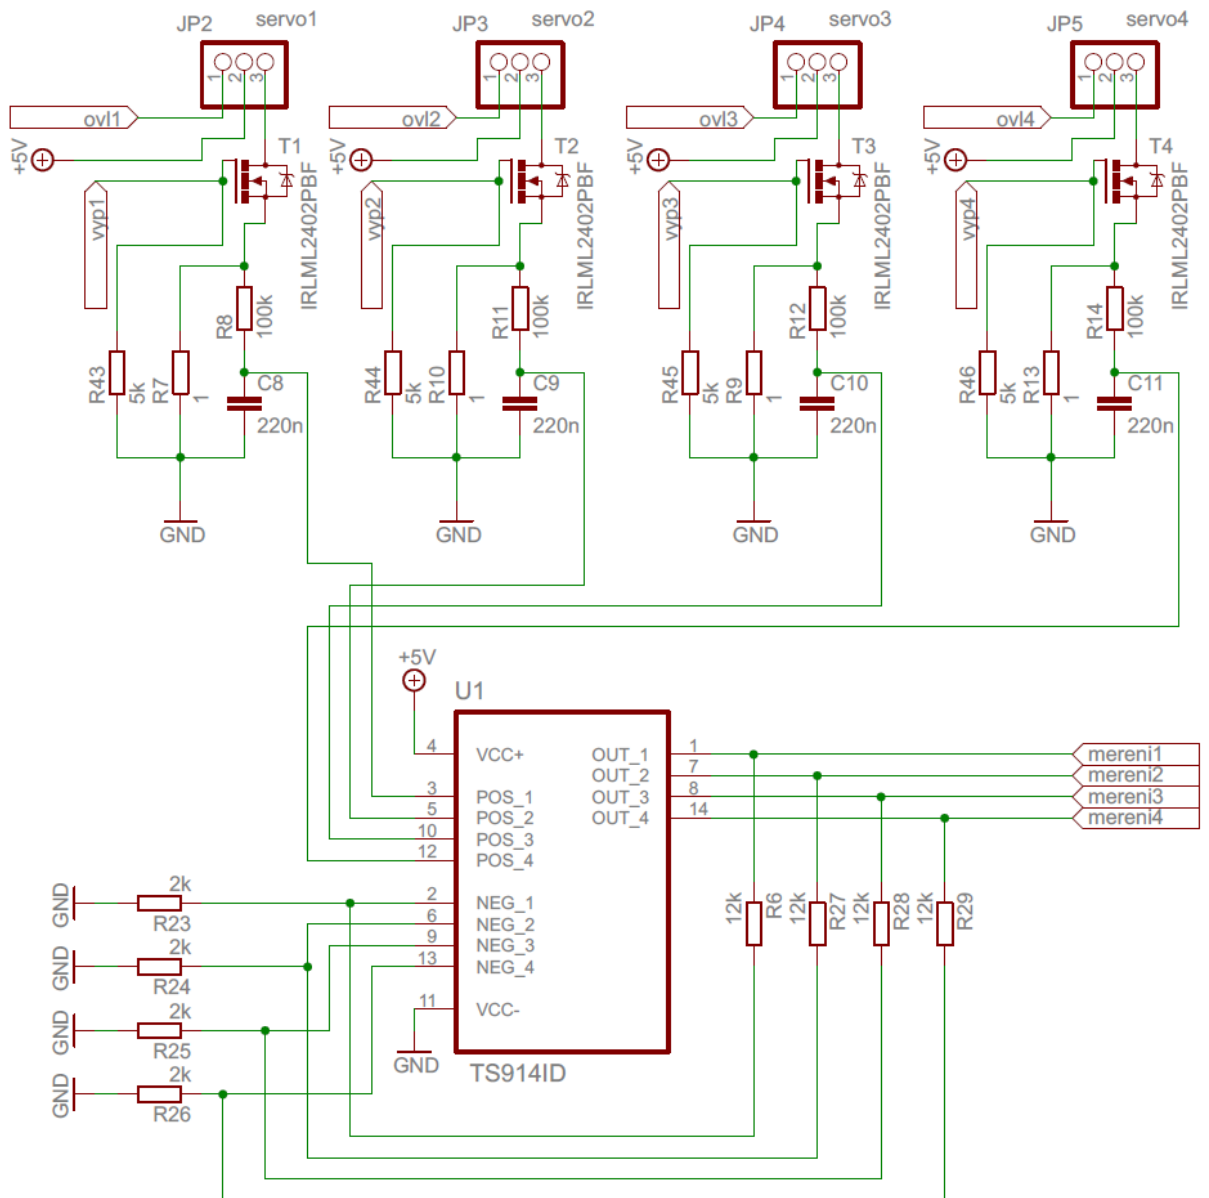 JP2 servo1 JP3 servo2 JP4 servo3 JP5 servo4
1 2 3 1 2 3 1 2 3 1 2 3
ovl1 ovl2 ovl3 ovl4
+5V T1 +5V T2 +5V T3 +5V T4
vyp1 IRLML2402PBF vyp2 IRLML2402PBF vyp3 IRLML2402PBF vyp4 IRLML2402PBF
R8 100k R11 100k R12 100k R14 100k
R43 5k R7 1 C8 R44 5k R10 1 C9 R45 5k R9 1 C10 R46 5k R13 1 C11
220n 220n 220n 220n
GND GND GND GND
+5V
U1
4 VCC+ OUT_1 1 mereni1
OUT_2 7 mereni2
3 POS_1 OUT_3 8 mereni3
5 POS_2 OUT_4 14 mereni4
10 POS_3
12 POS_4
GND 2k R23 2 NEG_1 12k R6 12k R27 12k R28 12k R29
6 NEG_2
9 NEG_3
GND 2k R24 13 NEG_4
11 VCC-
GND 2k R25
GND TS914ID
GND 2k R26